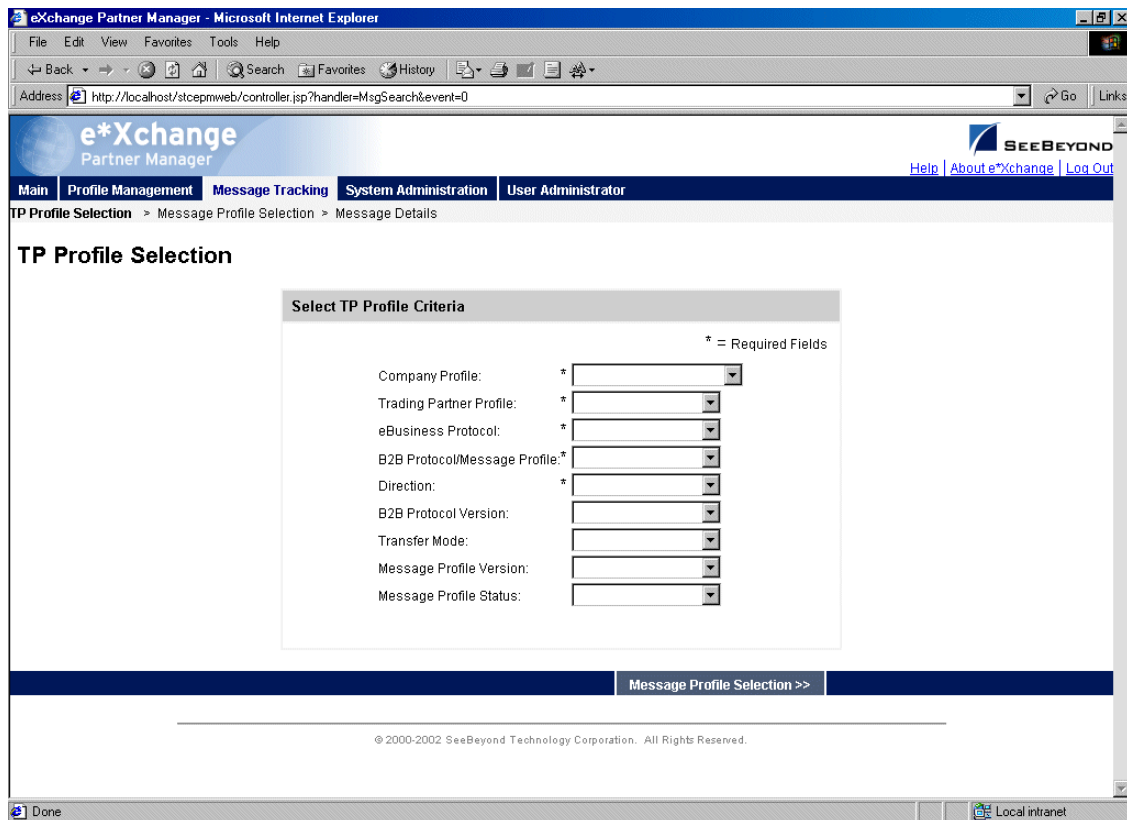 eXchange Partner Manager - Microsoft Internet Explorer
File Edit View Favorites Tools Help
Back Search Favorites History
Address http://localhost/stcepmweb/controller.jsp?handler=MsgSearch&event=0 Go Links
e*Xchange
Partner Manager
SEEBEYOND
Help | About e*Xchange | Log Out
Main Profile Management Message Tracking System Administration User Administrator
TP Profile Selection > Message Profile Selection > Message Details
TP Profile Selection
Select TP Profile Criteria
* = Required Fields
Company Profile: *
Trading Partner Profile: *
eBusiness Protocol: *
B2B Protocol/Message Profile:*
Direction: *
B2B Protocol Version:
Transfer Mode:
Message Profile Version:
Message Profile Status:
Message Profile Selection >>
© 2000-2002 SeeBeyond Technology Corporation. All Rights Reserved.
Done Local intranet